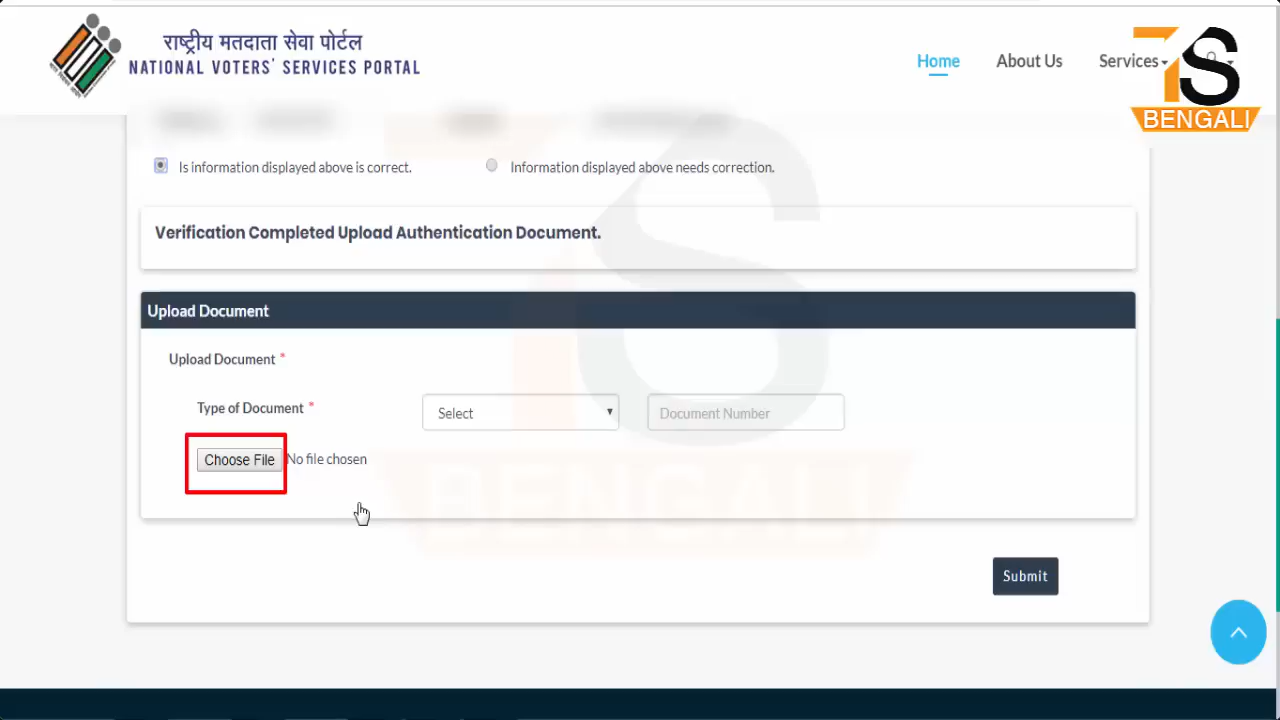 राष्ट्रीय मतदाता सेवा पोर्टल
NATIONAL VOTERS' SERVICES PORTAL
Home About Us Services
7S
BENGALI
Is information displayed above is correct. Information displayed above needs correction.
Verification Completed Upload Authentication Document.
Upload Document
Upload Document *
Type of Document * Select Document Number
Choose File No file chosen
BENGALI
Submit